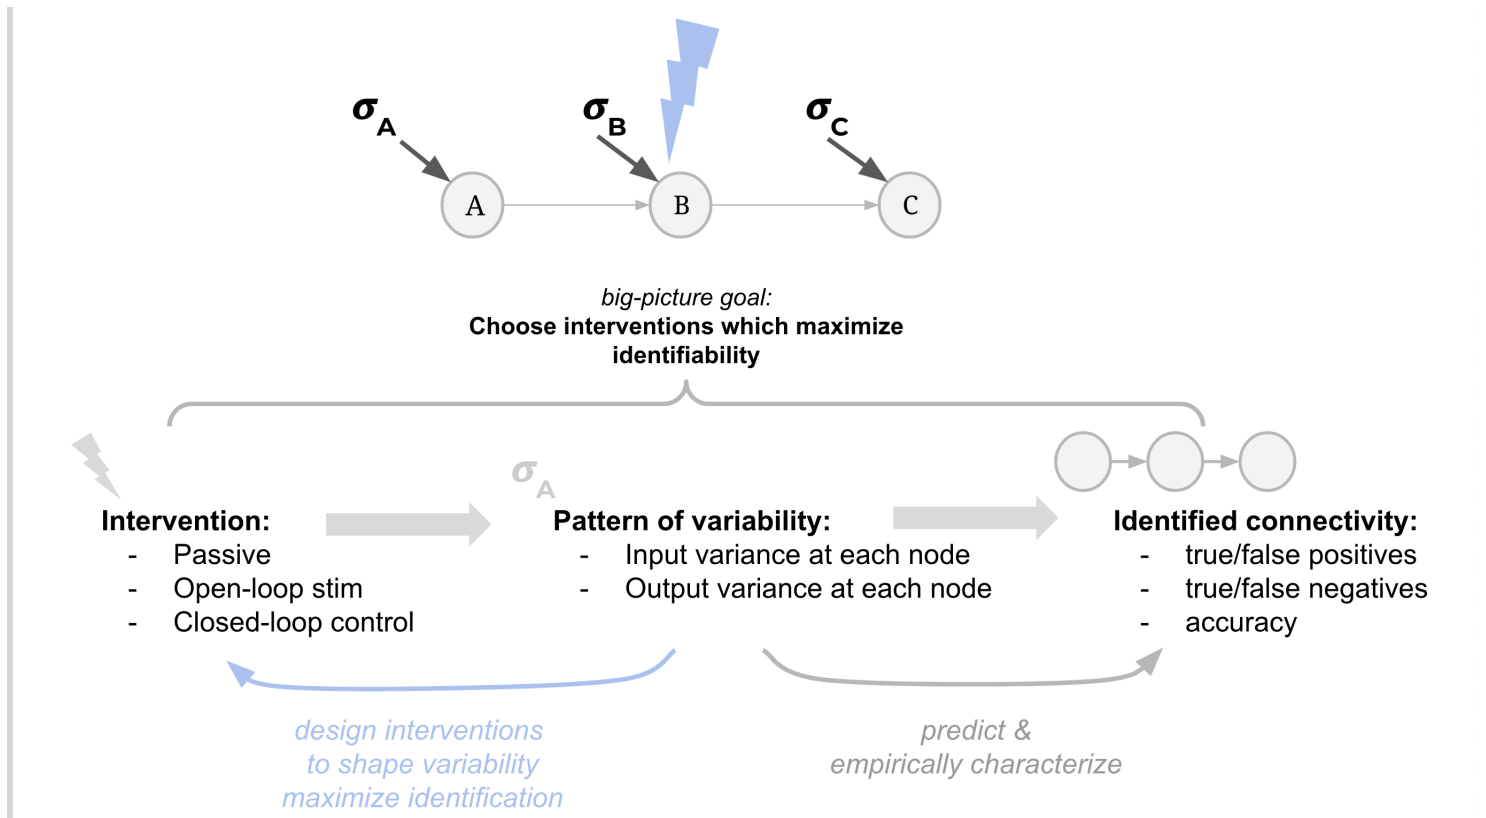 σA
σB
σC
A
B
C
big-picture goal:
Choose interventions which maximize
identifiability
σA
Intervention:
- Passive
- Open-loop stim
- Closed-loop control
Pattern of variability:
- Input variance at each node
- Output variance at each node
Identified connectivity:
- true/false positives
- true/false negatives
- accuracy
design interventions
to shape variability
maximize identification
predict &
empirically characterize